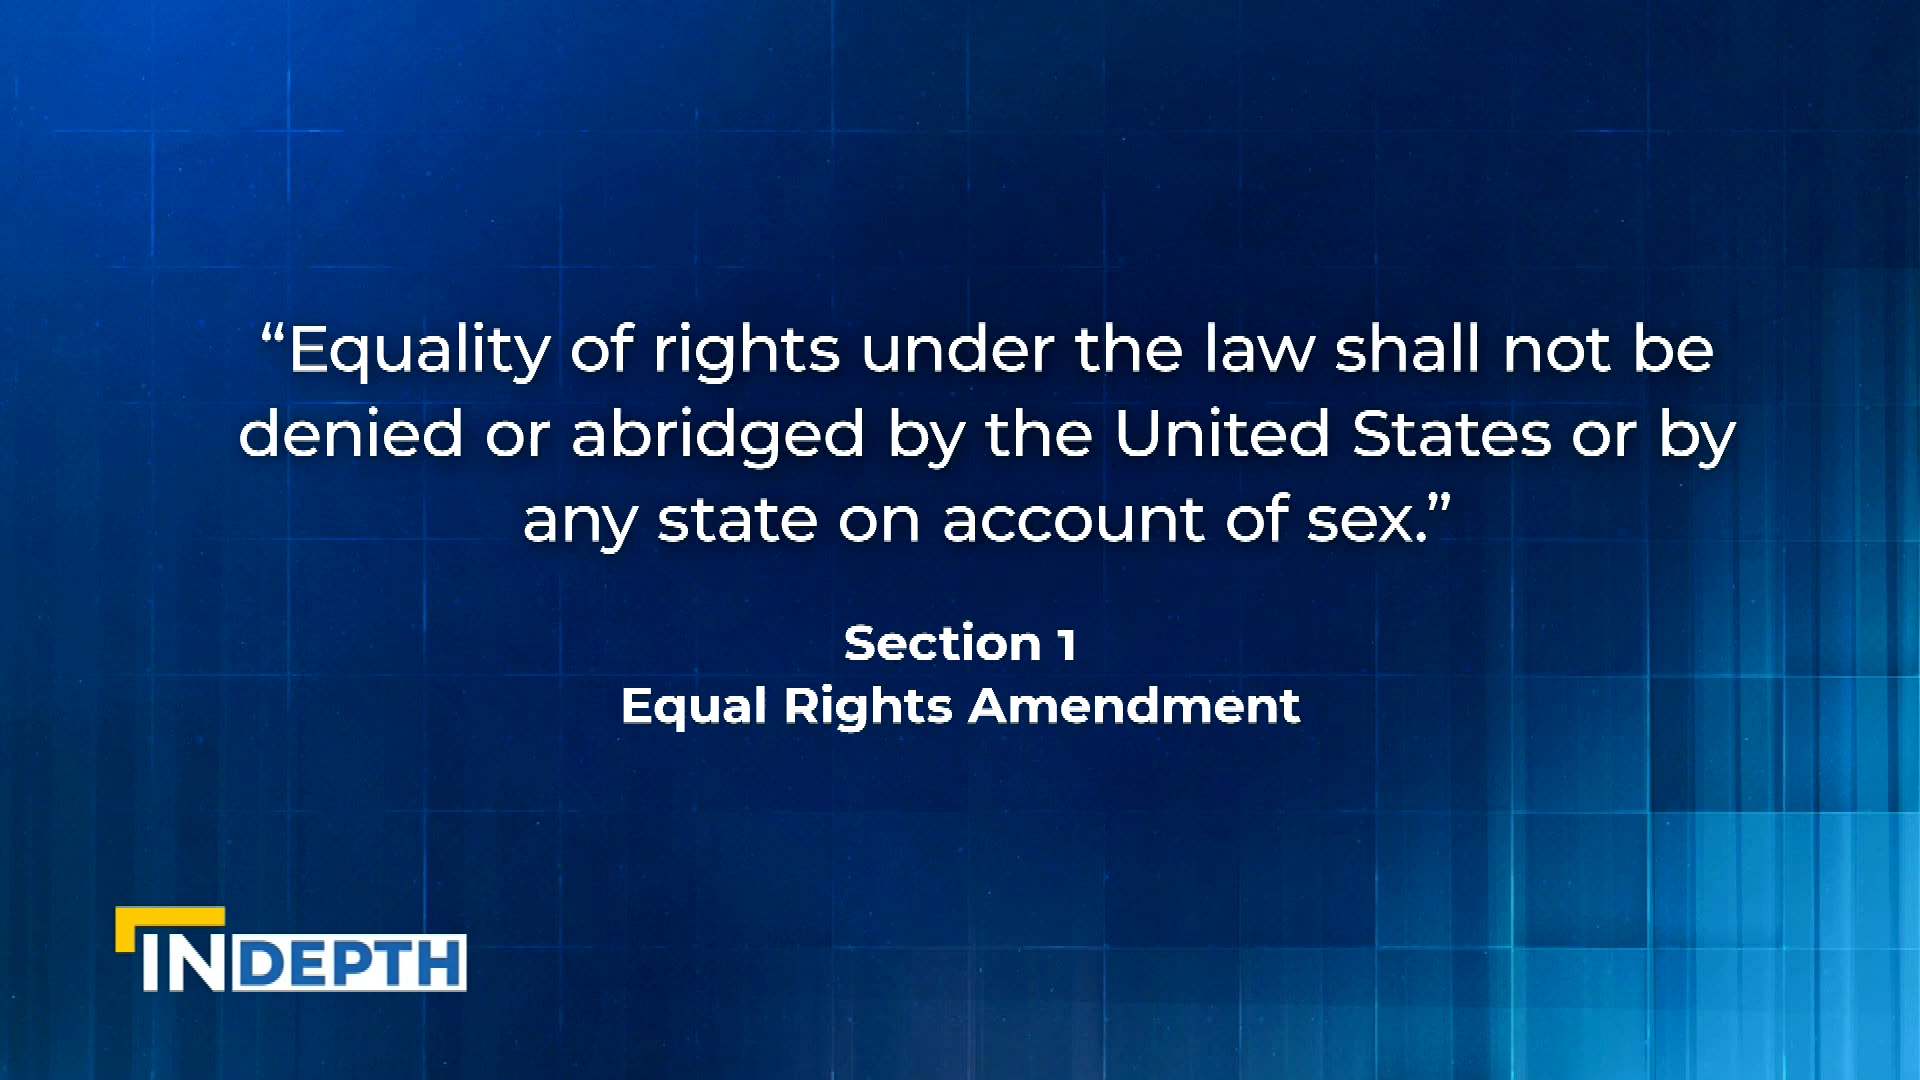 “Equality of rights under the law shall not be
denied or abridged by the United States or by
any state on account of sex.”
Section 1
Equal Rights Amendment
INDEPTH